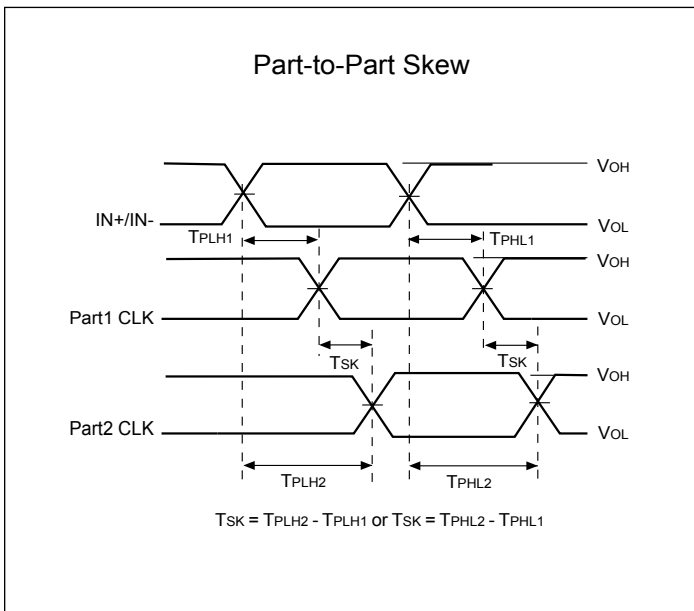 Part-to-Part Skew
VOH
IN+/IN-
VOL
TPLH1
TPHL1
VOH
Part1 CLK
VOL
TSK
TSK
VOH
Part2 CLK
VOL
TPLH2
TPHL2
TSK = TPLH2 - TPLH1 or TSK = TPHL2 - TPHL1